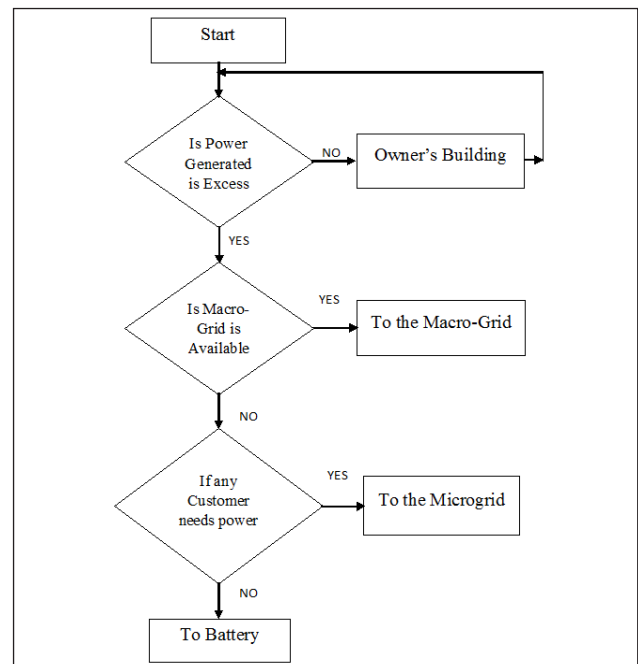 Start
Is Power
Generated
is Excess
NO
Owner's Building
YES
Is Macro-
Grid is
Available
YES
To the Macro-Grid
NO
If any
Customer
needs power
YES
To the Microgrid
NO
To Battery